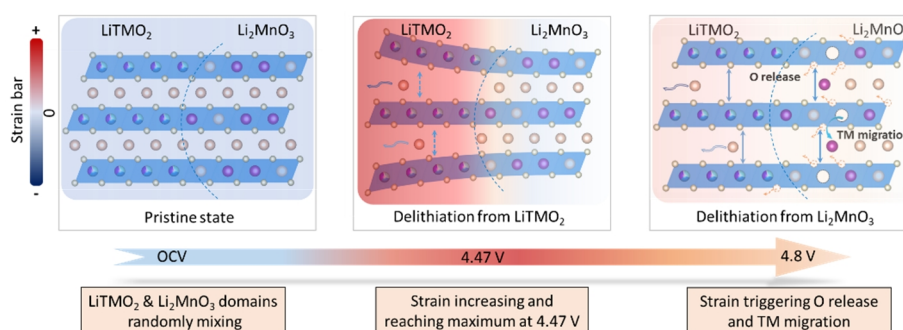 LiTMO₂
Li₂MnO₃
LiTMO₂
Li₂MnO₃
LiTMO₂
Li₂MnO
+
Strain bar
0
-
O release
TM migratio
Pristine state
Delithiation from LiTMO₂
Delithiation from Li₂MnO₃
OCV
4.47 V
4.8 V
LiTMO₂ & Li₂MnO₃ domains
randomly mixing
Strain increasing and
reaching maximum at 4.47 V
Strain triggering O release
and TM migration